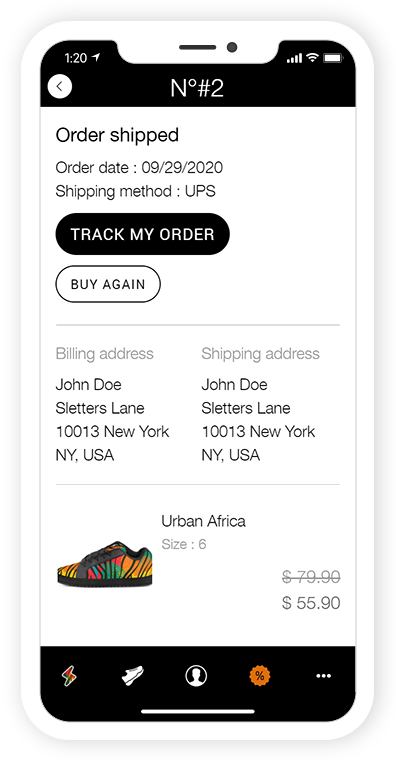 1:20
N°#2
Order shipped
Order date : 09/29/2020
Shipping method : UPS
TRACK MY ORDER
BUY AGAIN
Billing address
John Doe
Sletters Lane
10013 New York
NY, USA
Shipping address
John Doe
Sletters Lane
10013 New York
NY, USA
Urban Africa
Size : 6
$ 79.90
$ 55.90
%